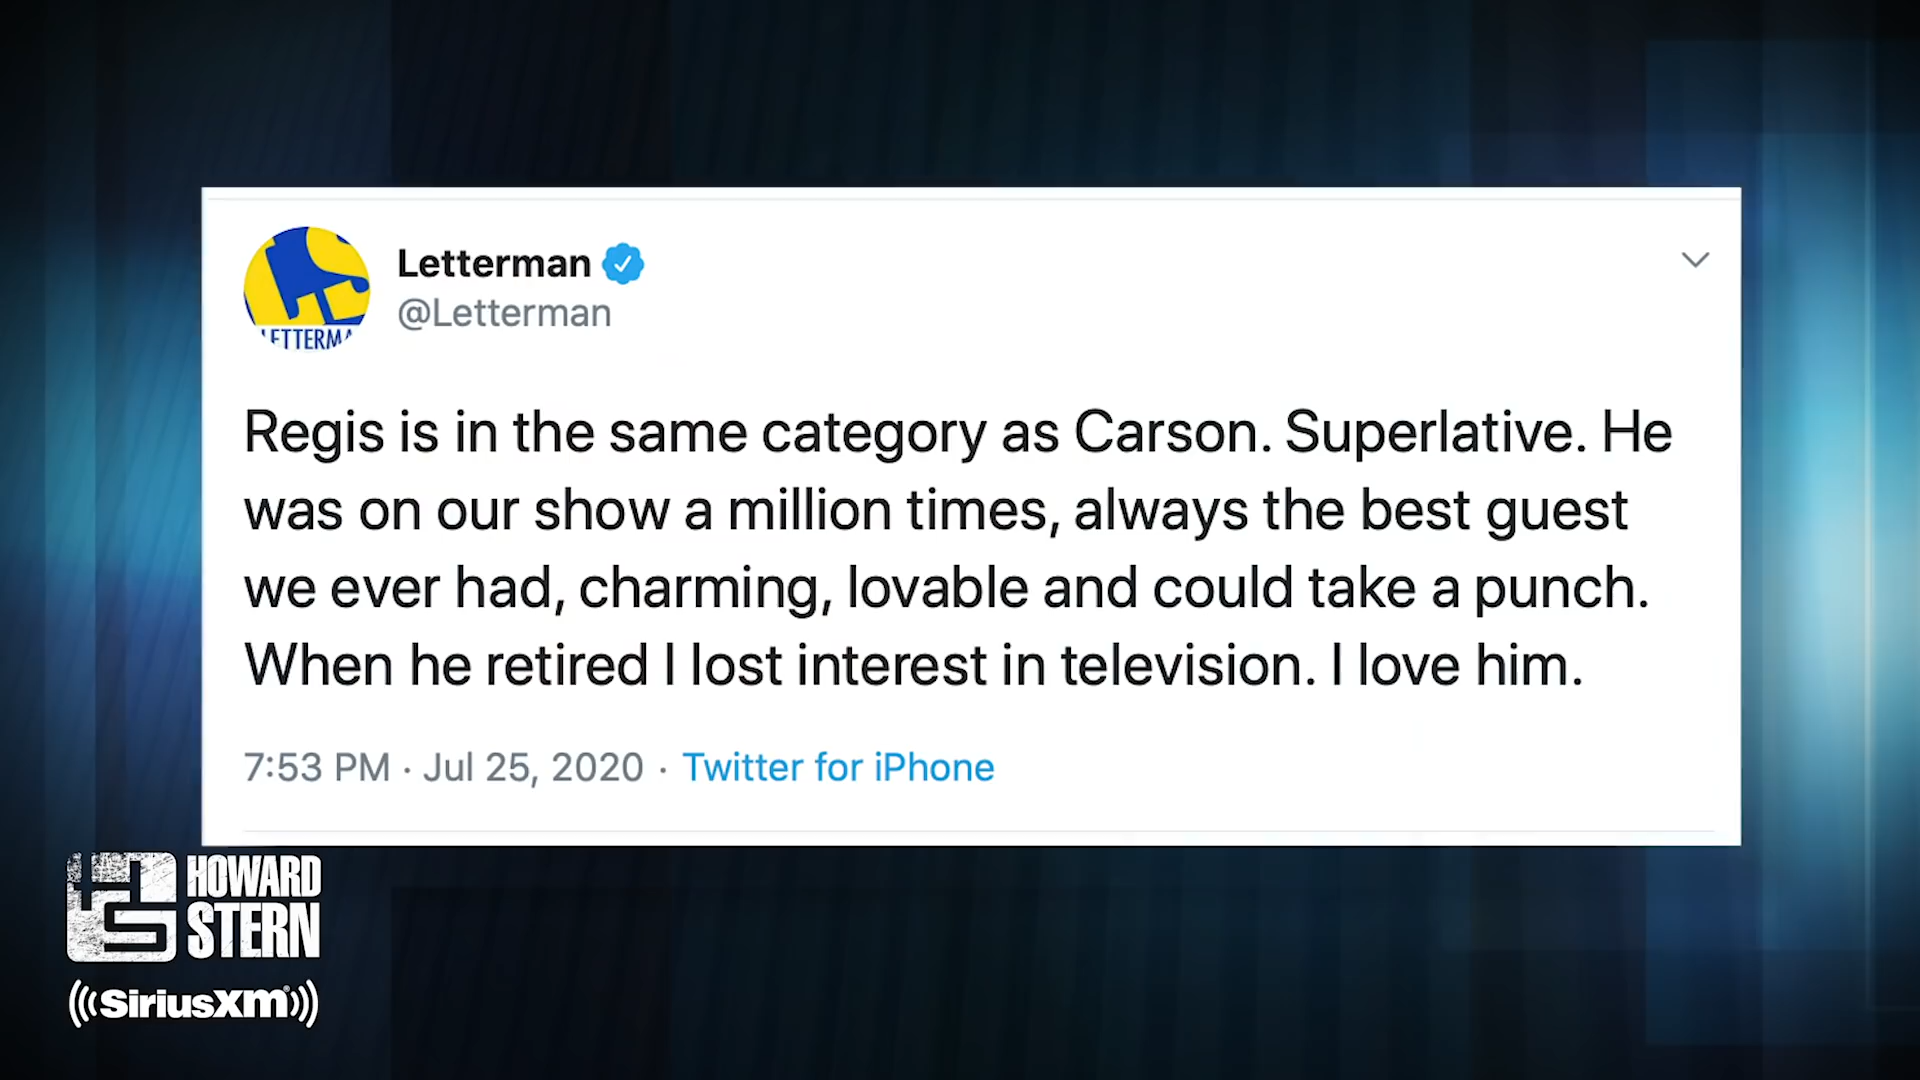 Letterman
@Letterman
LETTERMA
Regis is in the same category as Carson. Superlative. He
was on our show a million times, always the best guest
we ever had, charming, lovable and could take a punch.
When he retired I lost interest in television. I love him.
7:53 PM · Jul 25, 2020 · Twitter for iPhone
HS
HOWARD
STERN
SiriusXM